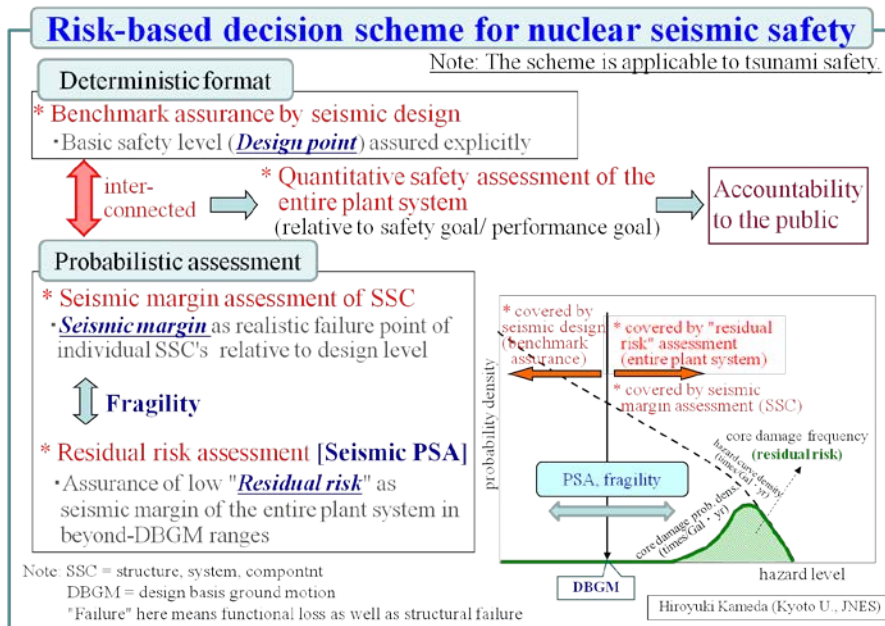 Risk-based decision scheme for nuclear seismic safety
Note: The scheme is applicable to tsunami safety.
Deterministic format
* Benchmark assurance by seismic design
・Basic safety level (Design point) assured explicitly
inter-
connected
* Quantitative safety assessment of the
entire plant system
(relative to safety goal/ performance goal)
Accountability
to the public
Probabilistic assessment
* Seismic margin assessment of SSC
・Seismic margin as realistic failure point of
individual SSC's relative to design level
Fragility
* Residual risk assessment [Seismic PSA]
・Assurance of low "Residual risk" as
seismic margin of the entire plant system in
beyond-DBGM ranges
probability density
* covered by
seismic design
(benchmark
assurance)
* covered by "residual
risk" assessment
(entire plant system)
* covered by seismic
margin assessment (SSC)
core damage frequency
(residual risk)
hazard curve density
(times/Gal・yr)
PSA, fragility
core damage prob. dens.
(times/Gal・yr)
DBGM
hazard level
Note: SSC = structure, system, compontnt
DBGM = design basis ground motion
"Failure" here means functional loss as well as structural failure
Hiroyuki Kameda (Kyoto U., JNES)